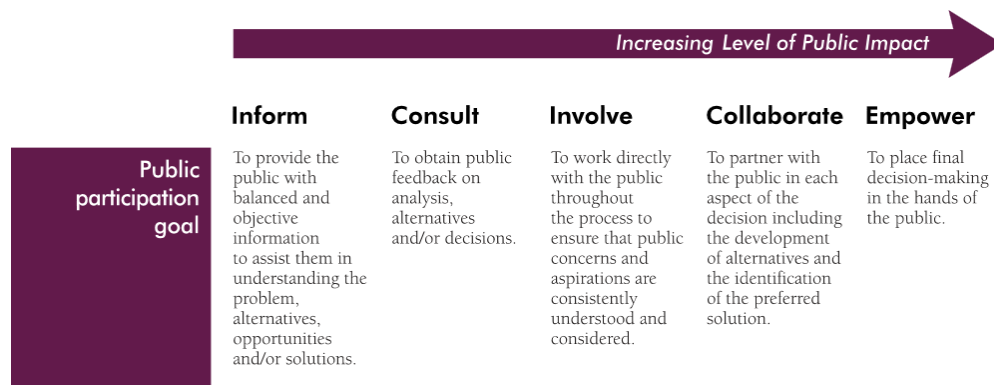 Increasing Level of Public Impact
Inform
Consult
Involve
Collaborate
Empower
Public
participation
goal
To provide the
public with
balanced and
objective
information
to assist them in
understanding the
problem,
alternatives,
opportunities
and/or solutions.
To obtain public
feedback on
analysis,
alternatives
and/or decisions.
To work directly
with the public
throughout
the process to
ensure that public
concerns and
aspirations are
consistently
understood and
considered.
To partner with
the public in each
aspect of the
decision including
the development
of alternatives and
the identification
of the preferred
solution.
To place final
decision-making
in the hands of
the public.